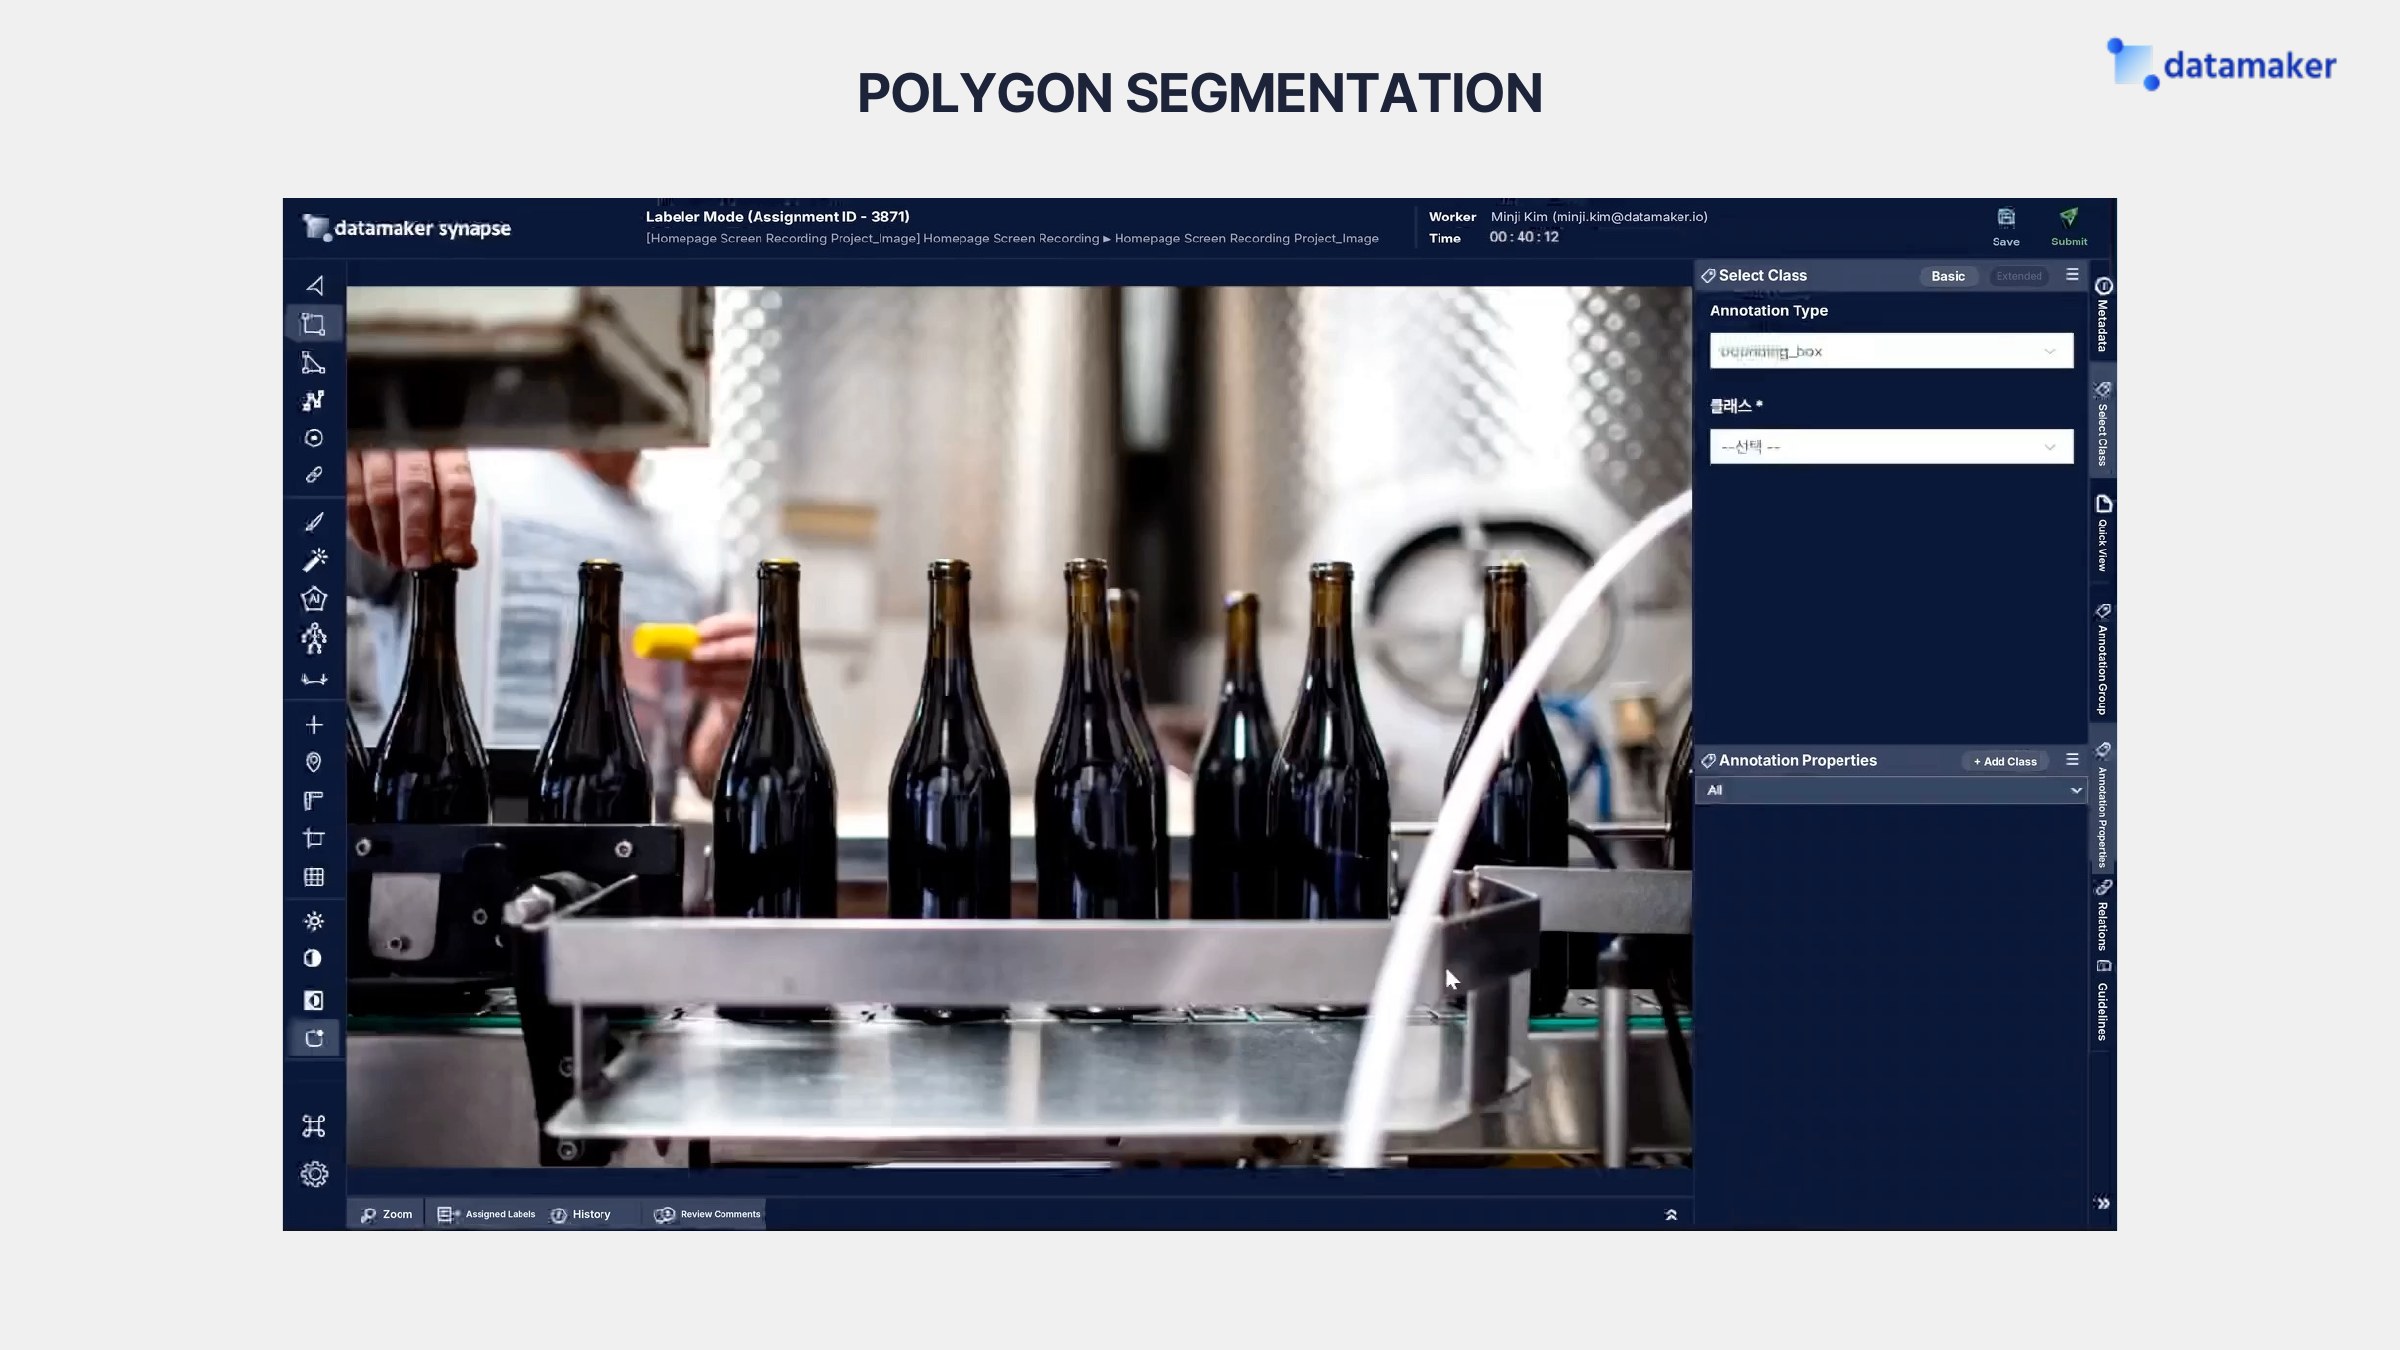 POLYGON SEGMENTATION
datamaker
datamaker synapse
Labeler Mode (Assignment ID - 3871)
[Homepage Screen Recording Project_Image] Homepage Screen Recording ▸ Homepage Screen Recording Project_Image
Worker Minji Kim (minji.kim@datamaker.io)
Time 00:40:12
Save
Submit
Select Class
Basic
Extended
Annotation Type
bounding_box
클래스 *
--선택 --
Annotation Properties
+ Add Class
All
Metadata
Select Class
Quick View
Annotation Group
Annotation Properties
Relations
Guidelines
AI
Zoom
Assigned Labels
History
Review Comments